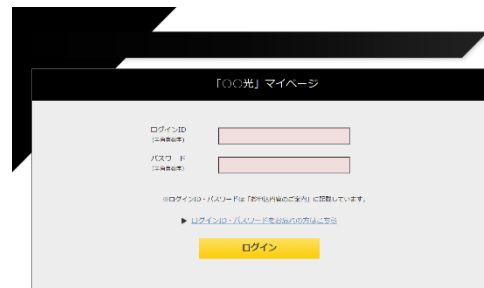 「○○光」マイページ
ログインID
(半角英数字)
パスワード
(半角英数字)
※ログインID・パスワードは「お申込内容のご案内」に記載しています。
▶ ログインID・パスワードをお忘れの方はこちら
ログイン